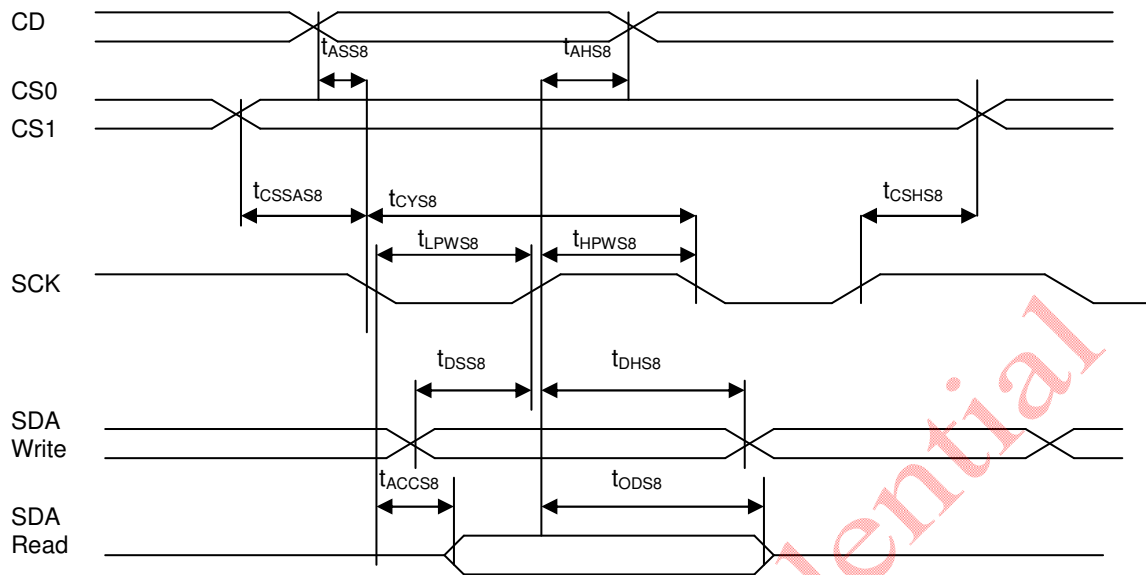 CD
tASS8 tAHS8
CS0
CS1
tCSSAS8 tCYS8 tCSHS8
tLPWS8 tHPWS8
SCK
tDSS8 tDHS8
SDA
Write
tACCS8 tODS8
SDA
Read
dential